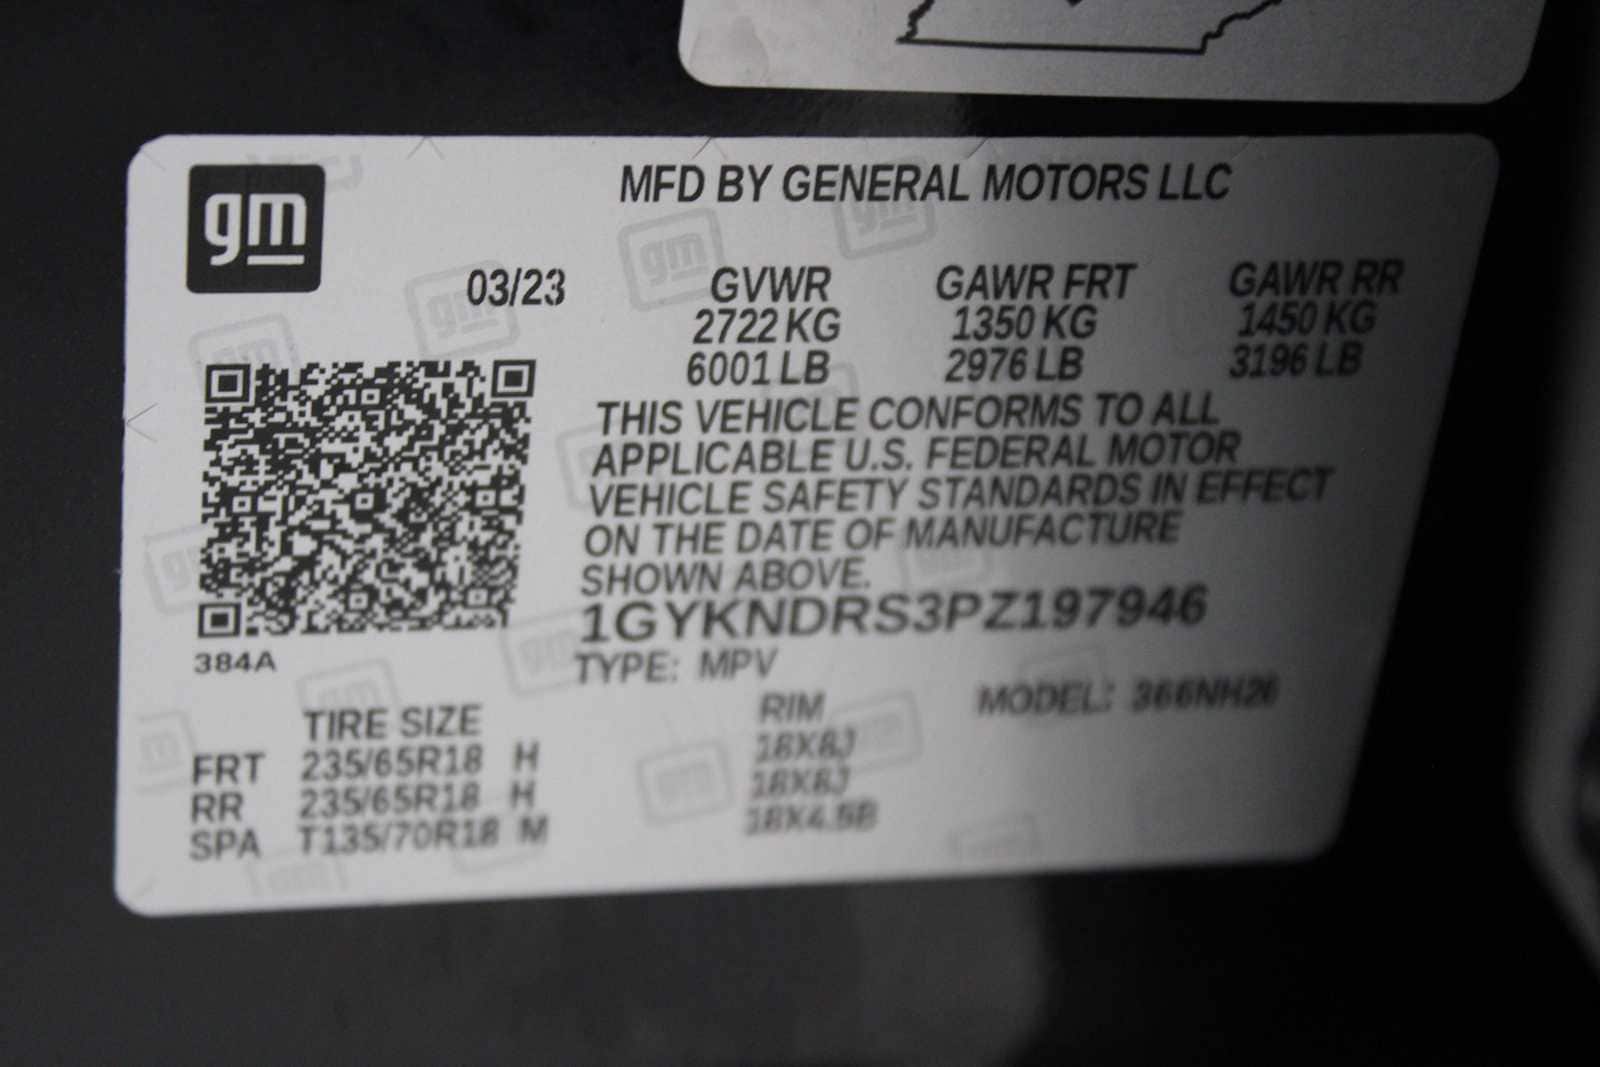 gm
MFD BY GENERAL MOTORS LLC
03/23
GVWR GAWR FRT GAWR RR
2722 KG 1350 KG 1450 KG
6001 LB 2976 LB 3196 LB
THIS VEHICLE CONFORMS TO ALL
APPLICABLE U.S. FEDERAL MOTOR
VEHICLE SAFETY STANDARDS IN EFFECT
ON THE DATE OF MANUFACTURE
SHOWN ABOVE.
1GYKNDRS3PZ197946
384A
TYPE: MPV
MODEL: 366NH26
TIRE SIZE RIM
FRT 235/65R18 H 18X8J
RR 235/65R18 H 18X8J
SPA T135/70R18 M 18X4.5B